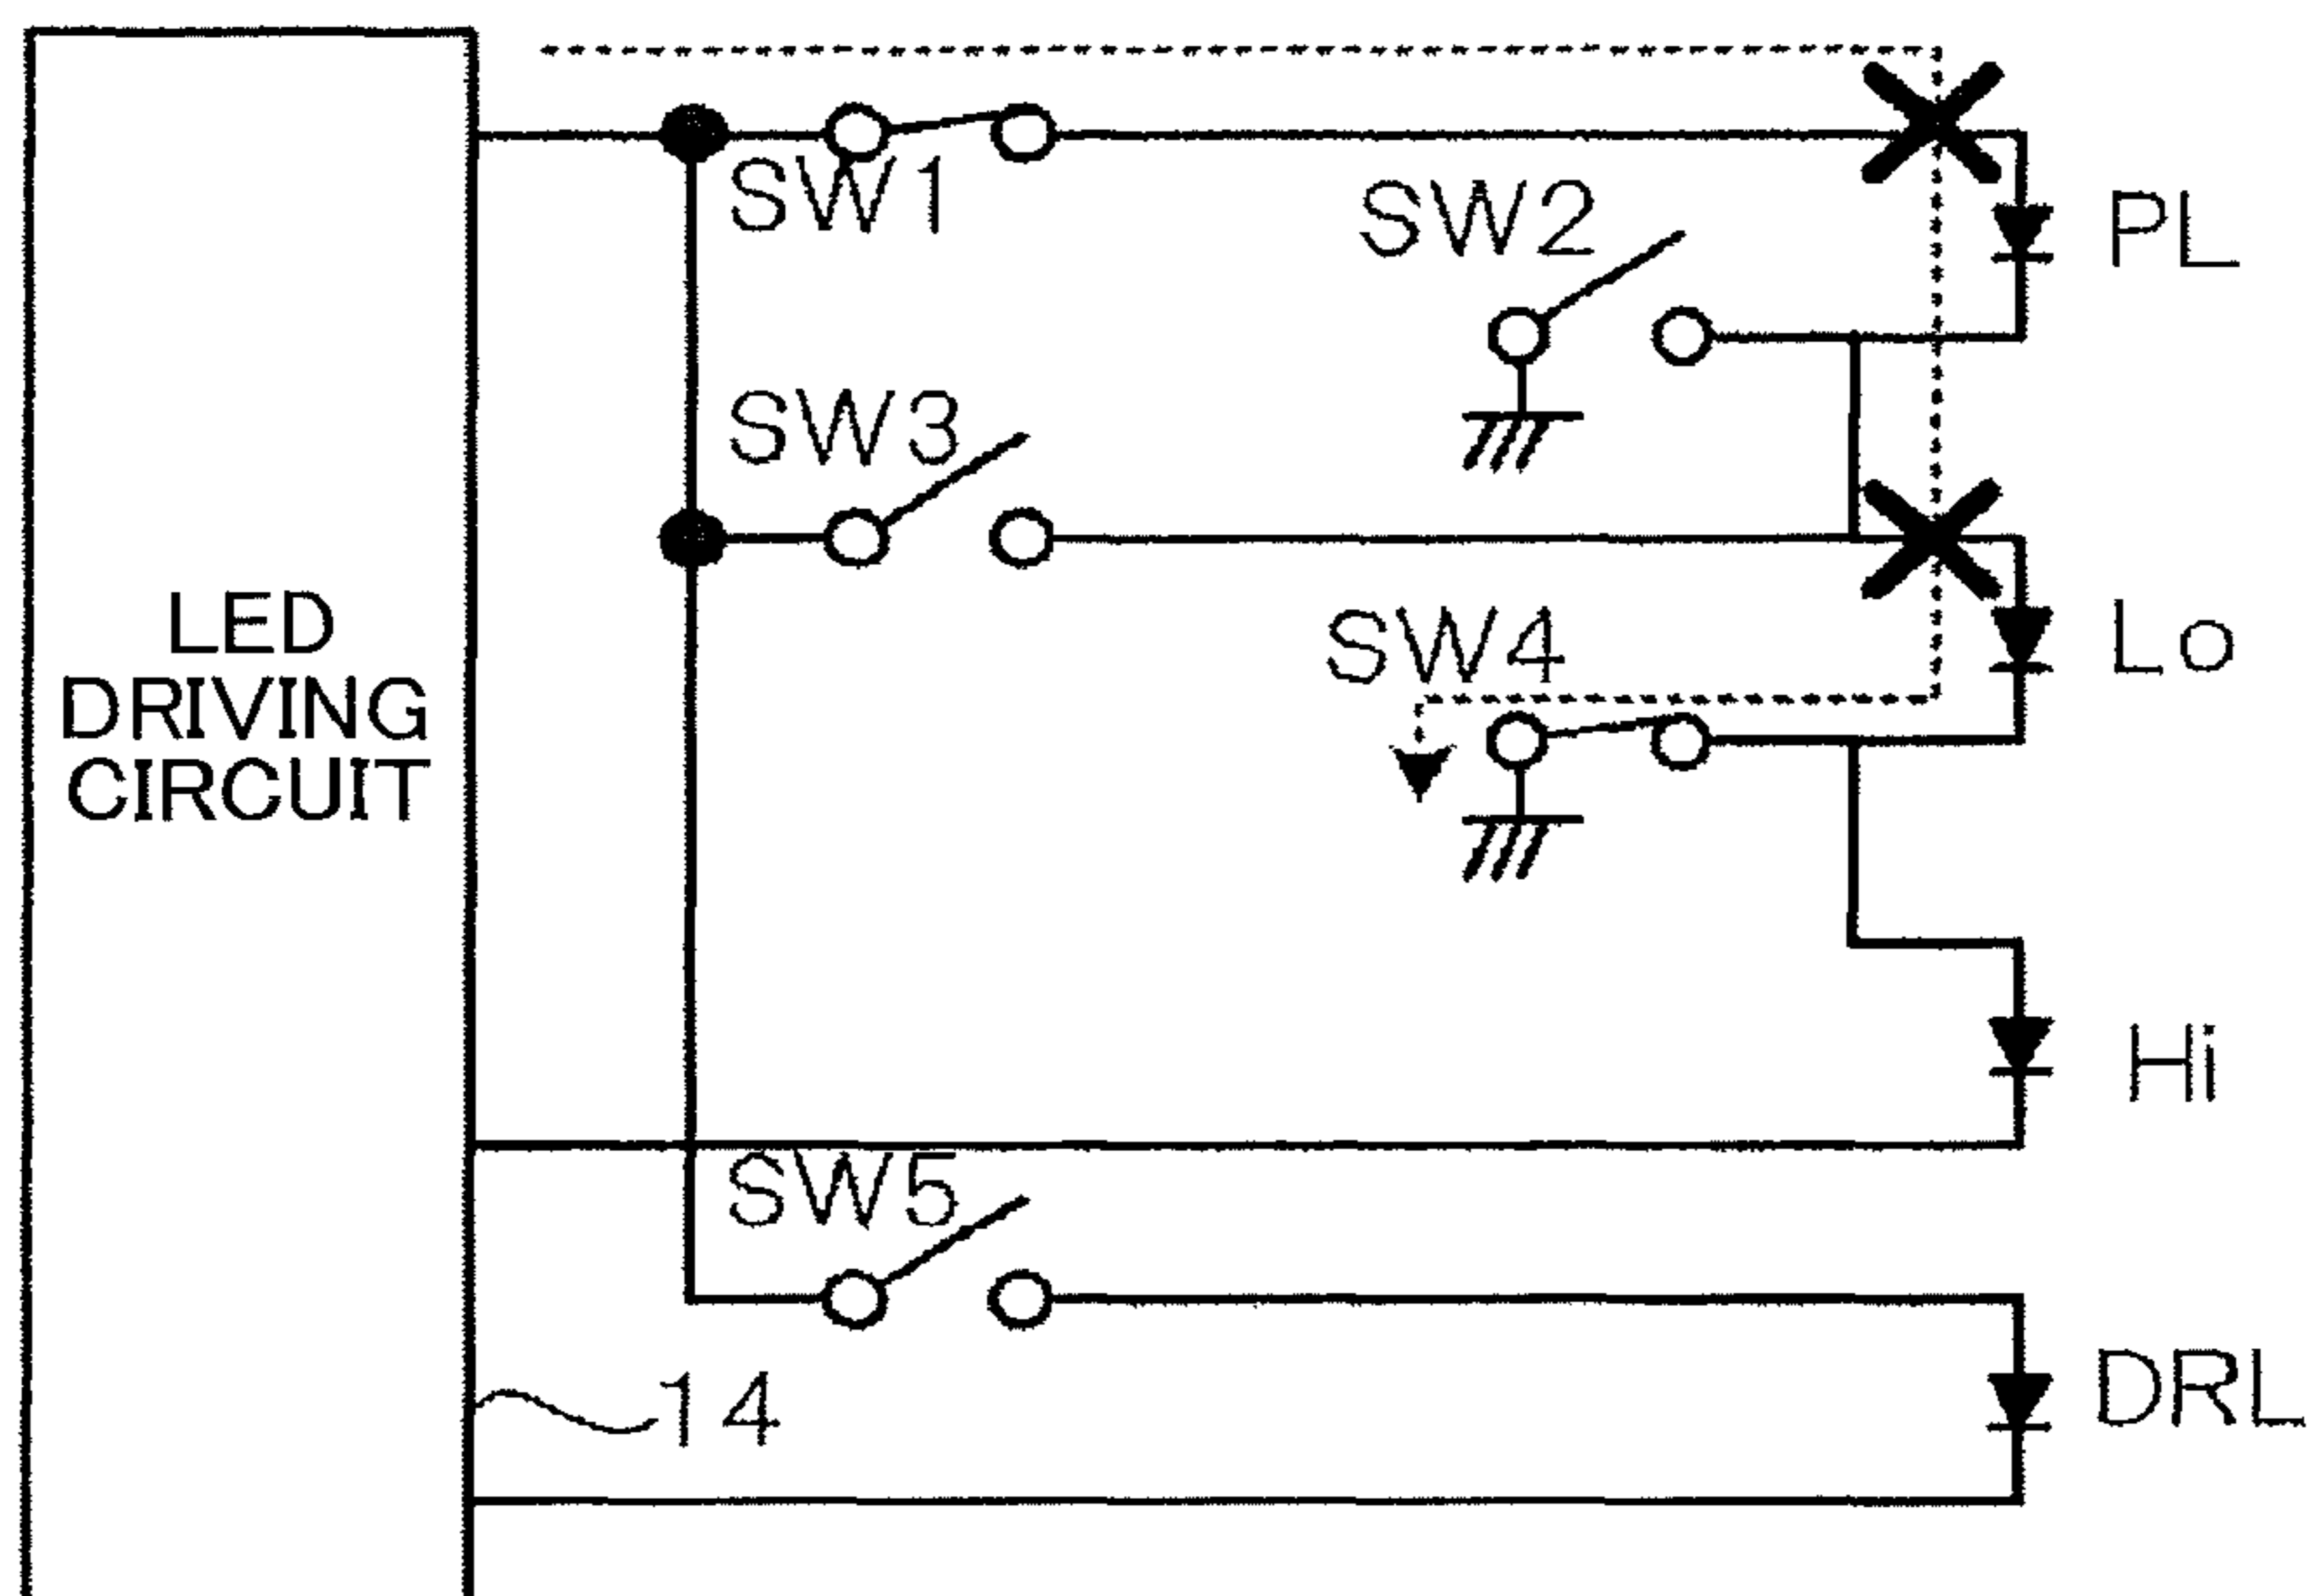 SW1
SW2
PL
SW3
LED
DRIVING
CIRCUIT
SW4
Lo
Hi
SW5
14
DRL